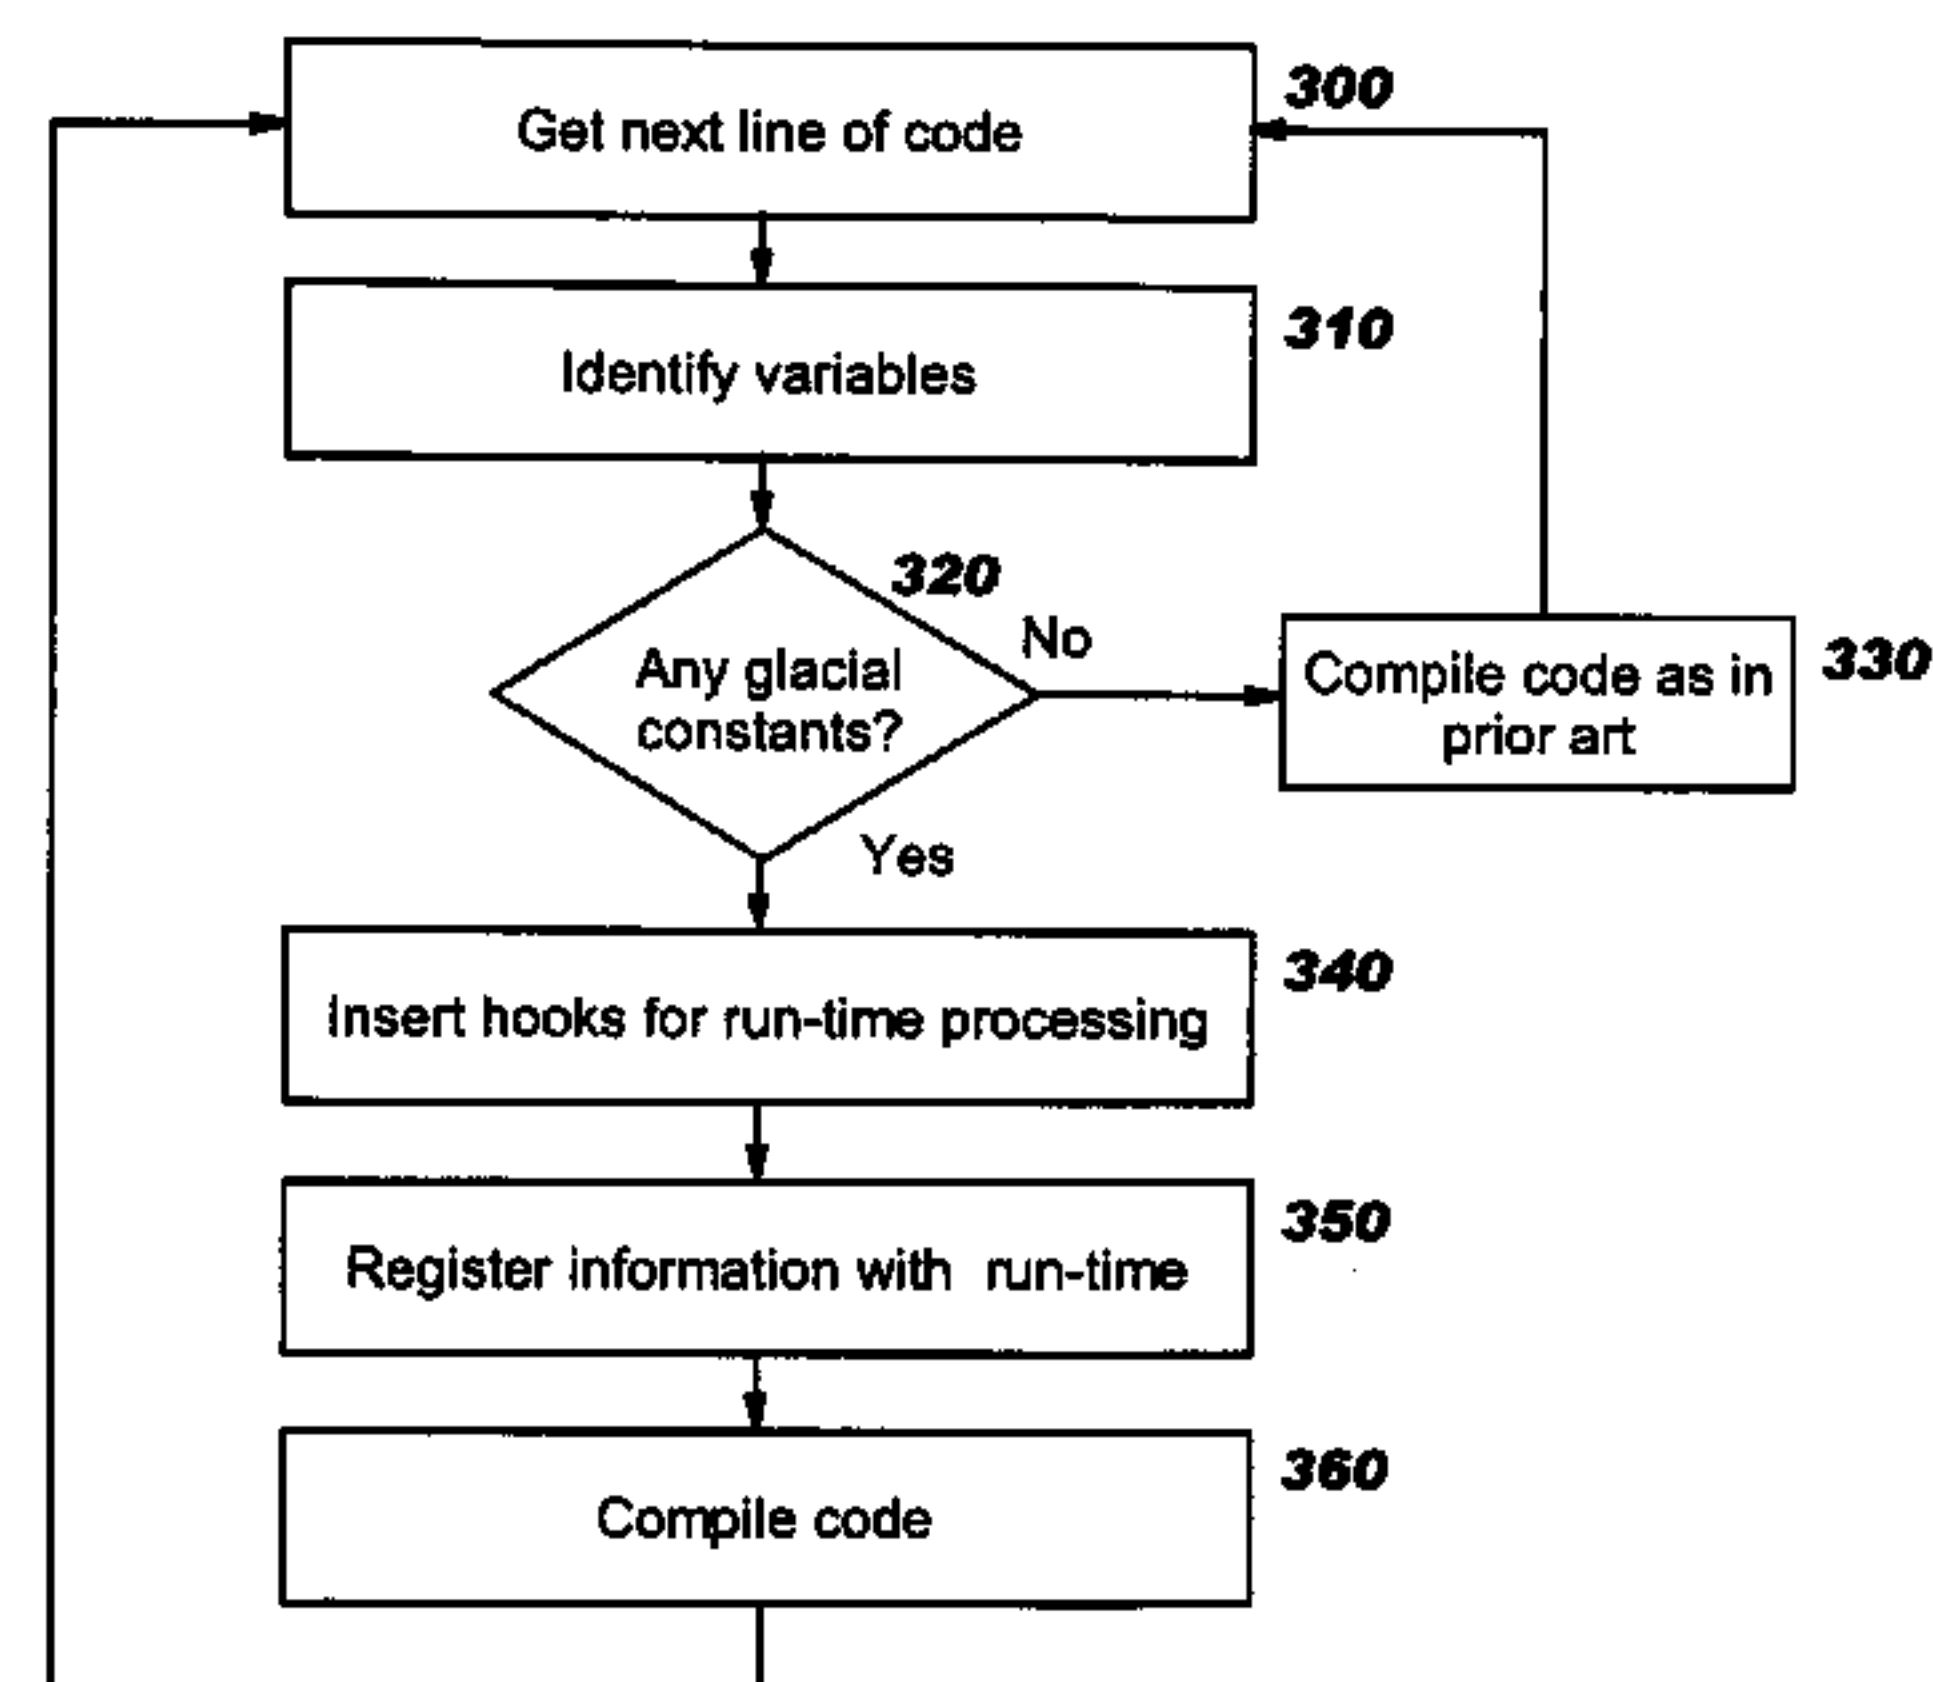 300
Get next line of code
310
Identify variables
320
No
Any glacial
constants?
Compile code as in
prior art
330
Yes
340
Insert hooks for run-time processing
350
Register information with run-time
360
Compile code